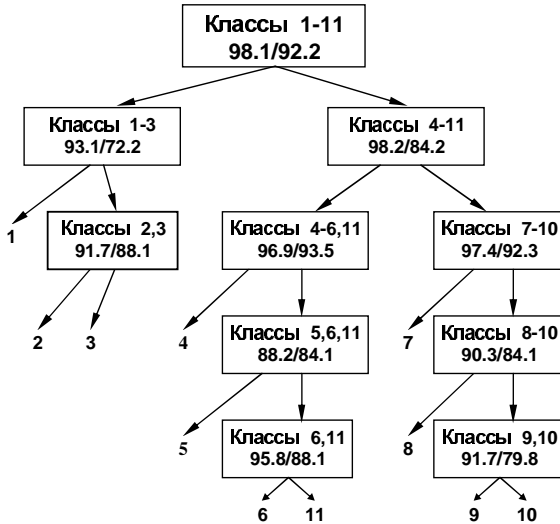 Классы 1-11
98.1/92.2
Классы 1-3
93.1/72.2
Классы 4-11
98.2/84.2
1
Классы 2,3
91.7/88.1
Классы 4-6,11
96.9/93.5
Классы 7-10
97.4/92.3
2
3
4
Классы 5,6,11
88.2/84.1
7
Классы 8-10
90.3/84.1
5
Классы 6,11
95.8/88.1
8
Классы 9,10
91.7/79.8
6
11
9
10